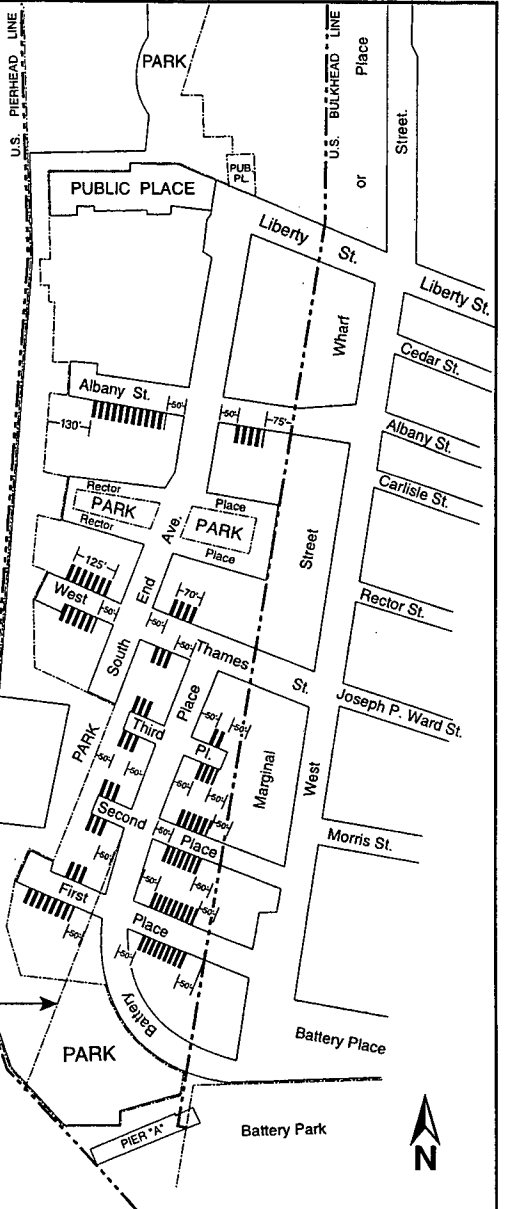 U.S. PIERHEAD LINE
PARK
U.S. BULKHEAD LINE
Place
or
Street.
PUB.
PL.
PUBLIC PLACE
Liberty
St.
Liberty St.
Wharf
Cedar St.
Albany St.
-50'-
-50'-
-75'-
-130'-
Albany St.
Carlisle St.
Rector
PARK
Rector
Place
Ave.
PARK
Place
Street
Rector St.
125'
West
-50'-
End
-70'-
-50'-
-50'-
South
Thames
St.
Joseph P. Ward St.
Place
-50'-
-50'-
Third
Pl.
PARK
-50'-
-50'-
-50'-
-50'-
Marginal
West
Second
-50'-
-50'-
Place
Morris St.
-50'-
-50'-
-50'-
-50'-
First
-50'-
Place
-50'-
-50'-
Battery
Battery Place
PARK
PIER "A"
Battery Park
N